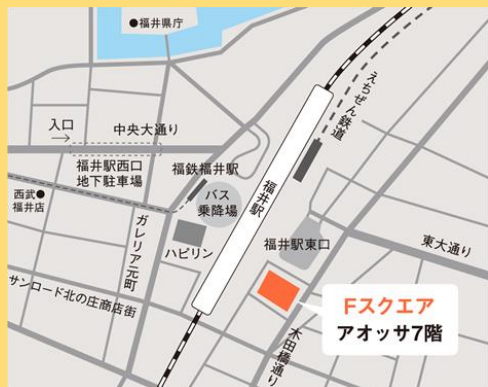 ●福井県庁
えちぜん鉄道
入口
→
中央大通り
福井駅西口
地下駐車場
福鉄福井駅
西武●
福井店
バス
乗降場
福井駅
ガレリア元町
ハピリン
福井駅東口
東大通り
サンロード北の庄商店街
Fスクエア
アオッサ7階
木田橋通り